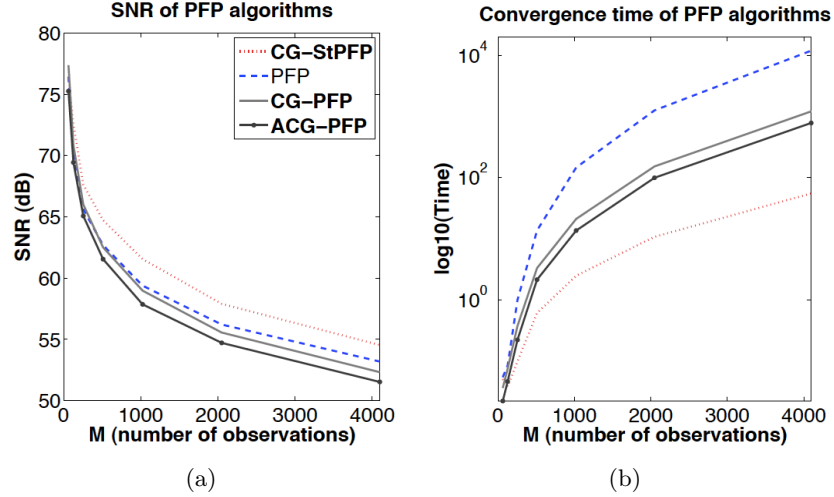 SNR of PFP algorithms
80
75
70
65
60
55
50
SNR (dB)
CG-StPFP
PFP
CG-PFP
ACG-PFP
0
1000
2000
3000
4000
M (number of observations)
(a)
Convergence time of PFP algorithms
10^4
10^2
10^0
log10(Time)
0
1000
2000
3000
4000
M (number of observations)
(b)